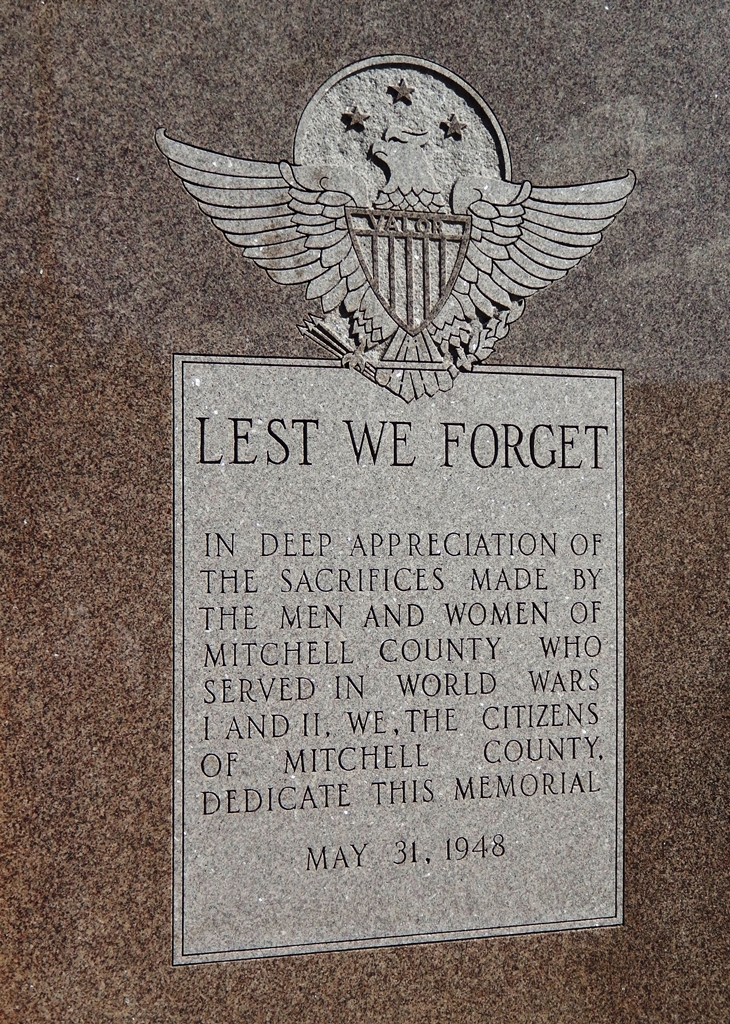 VALOR
LEST WE FORGET
IN DEEP APPRECIATION OF
THE SACRIFICES MADE BY
THE MEN AND WOMEN OF
MITCHELL COUNTY WHO
SERVED IN WORLD WARS
I AND II, WE, THE CITIZENS
OF MITCHELL COUNTY,
DEDICATE THIS MEMORIAL
MAY 31, 1948